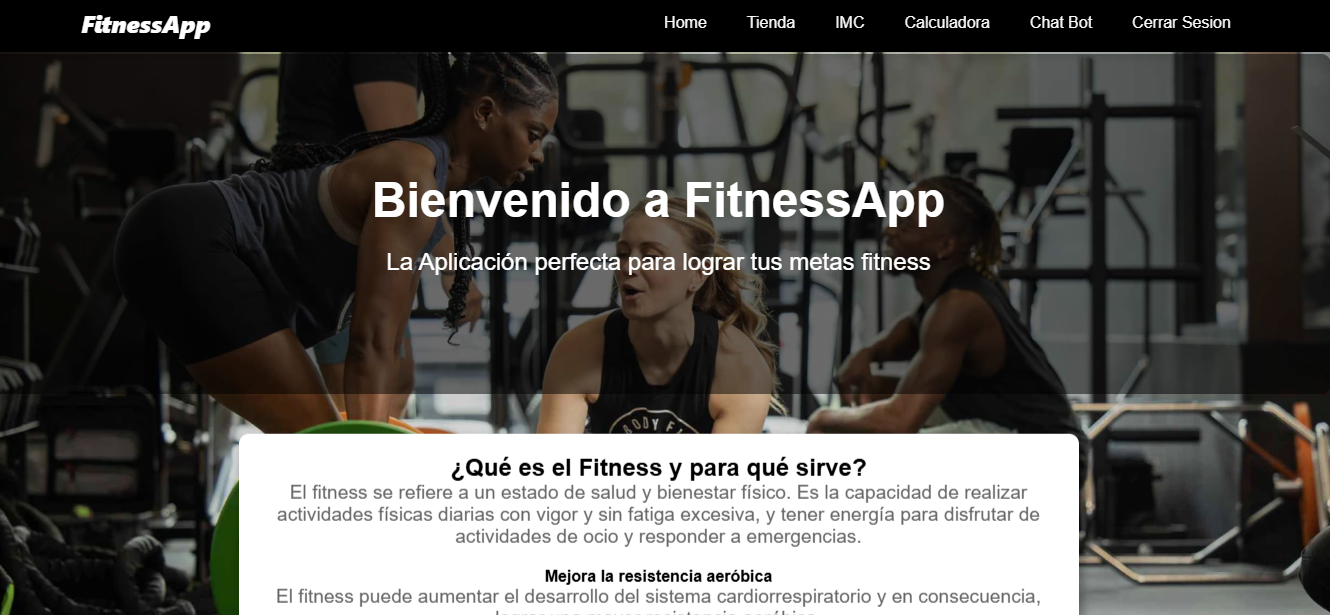 FitnessApp
Home Tienda IMC Calculadora Chat Bot Cerrar Sesion
Bienvenido a FitnessApp
La Aplicación perfecta para lograr tus metas fitness
BODY FI
¿Qué es el Fitness y para qué sirve?
El fitness se refiere a un estado de salud y bienestar físico. Es la capacidad de realizar
actividades físicas diarias con vigor y sin fatiga excesiva, y tener energía para disfrutar de
actividades de ocio y responder a emergencias.
Mejora la resistencia aeróbica
El fitness puede aumentar el desarrollo del sistema cardiorrespiratorio y en consecuencia,